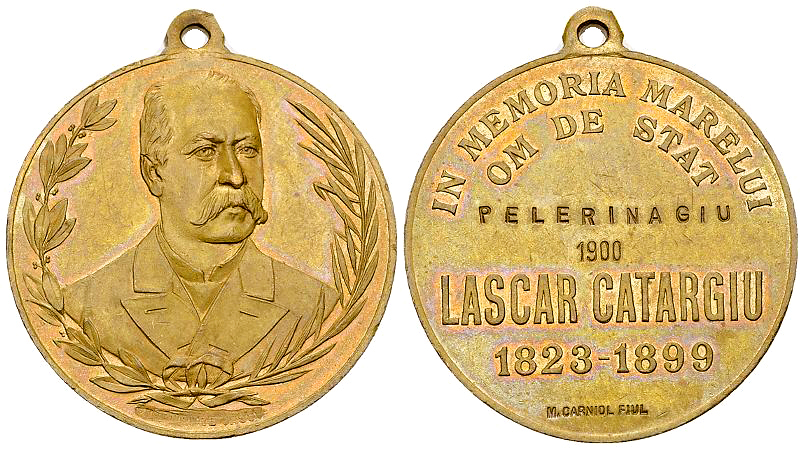 IN MEMORIA MARELUI
OM DE STAT
PELERINAGIU
1900
LASCAR CATARGIU
1823-1899
M. CARNIOL FIUL